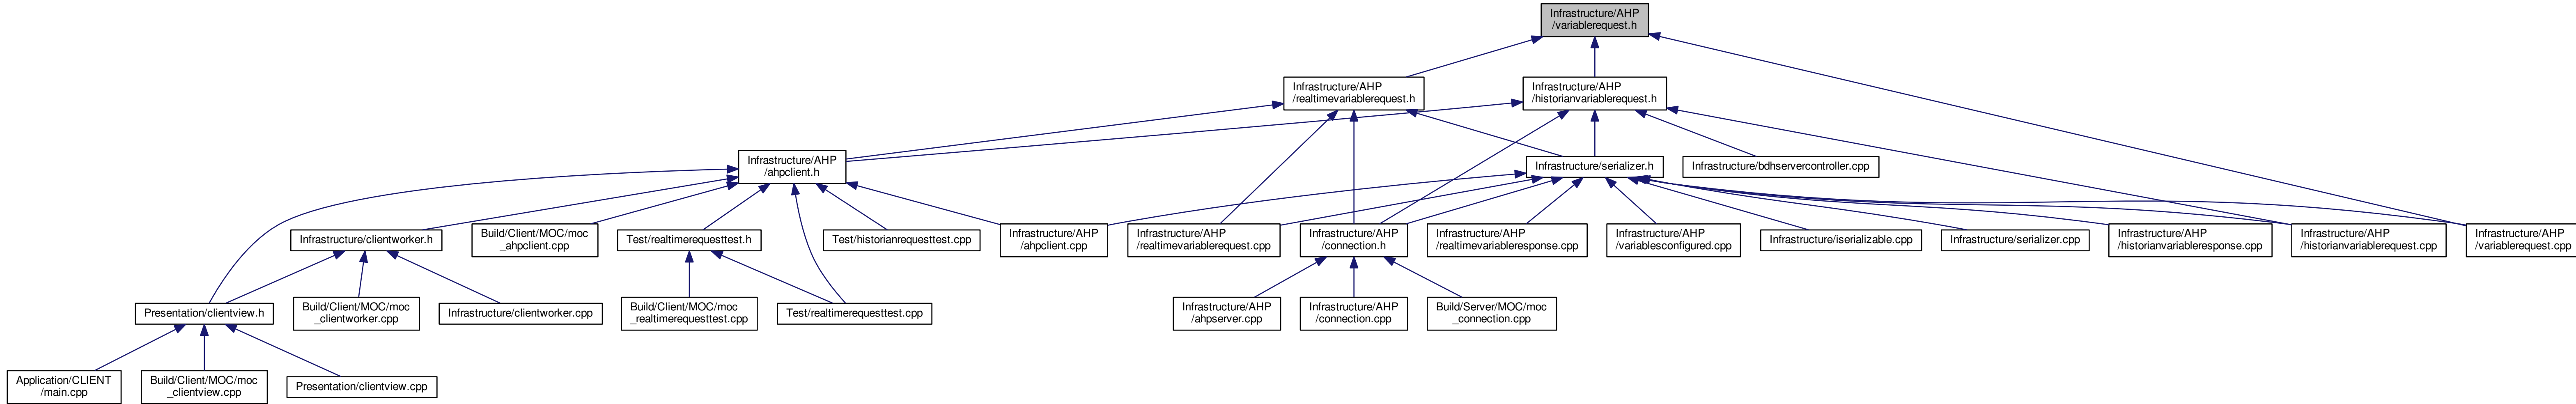 Infrastructure/AHP
/variablerequest.h
Infrastructure/AHP
/realtimevariablerequest.h
Infrastructure/AHP
/historianvariablerequest.h
Infrastructure/AHP
/ahpclient.h
Infrastructure/serializer.h
Infrastructure/bdhservercontroller.cpp
Infrastructure/clientworker.h
Build/Client/MOC/moc
_ahpclient.cpp
Test/realtimerequesttest.h
Test/historianrequesttest.cpp
Infrastructure/AHP
/ahpclient.cpp
Infrastructure/AHP
/realtimevariablerequest.cpp
Infrastructure/AHP
/connection.h
Infrastructure/AHP
/realtimevariableresponse.cpp
Infrastructure/AHP
/variablesconfigured.cpp
Infrastructure/iserializable.cpp
Infrastructure/serializer.cpp
Infrastructure/AHP
/historianvariableresponse.cpp
Infrastructure/AHP
/historianvariablerequest.cpp
Infrastructure/AHP
/variablerequest.cpp
Presentation/clientview.h
Build/Client/MOC/moc
_clientworker.cpp
Infrastructure/clientworker.cpp
Build/Client/MOC/moc
_realtimerequesttest.cpp
Test/realtimerequesttest.cpp
Infrastructure/AHP
/ahpserver.cpp
Infrastructure/AHP
/connection.cpp
Build/Server/MOC/moc
_connection.cpp
Application/CLIENT
/main.cpp
Build/Client/MOC/moc
_clientview.cpp
Presentation/clientview.cpp